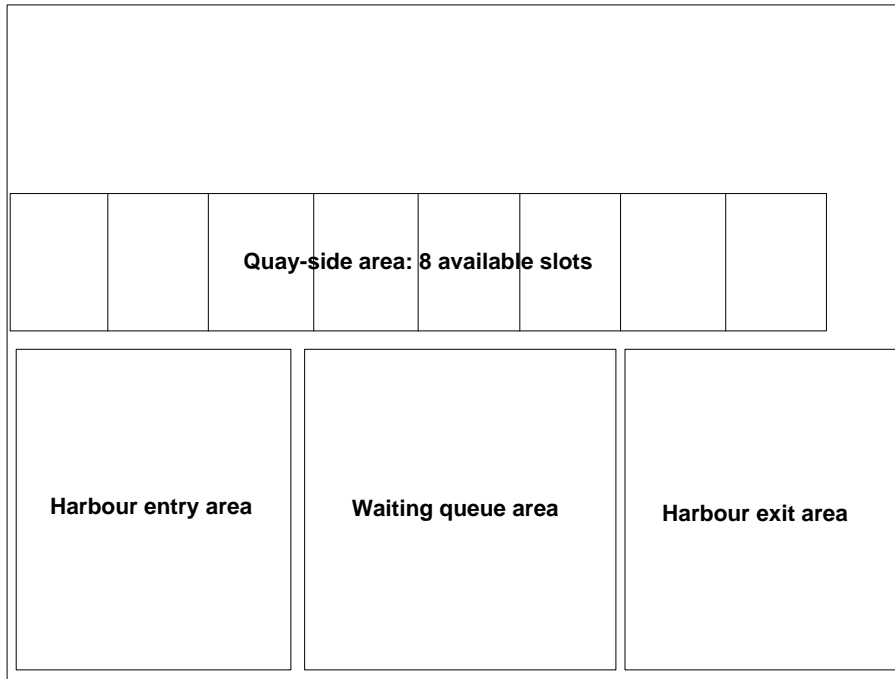 Quay-side area: 8 available slots
Harbour entry area
Waiting queue area
Harbour exit area